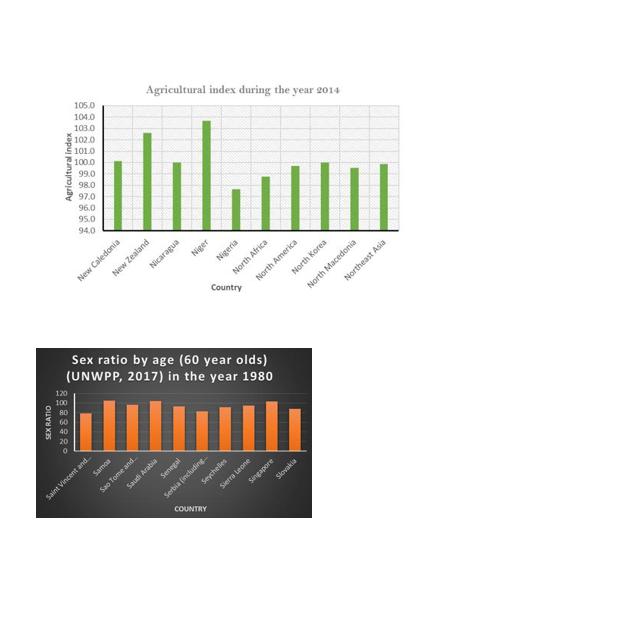 Agricultural index during the year 2014
105.0
104.0
103.0
102.0
101.0
100.0
99.0
98.0
97.0
96.0
95.0
94.0
Agricultural index
New Caledonia
New Zealand
Nicaragua
Niger
Nigeria
North Africa
North America
North Korea
North Macedonia
Northeast Asia
Country
Sex ratio by age (60 year olds)
(UNWPP, 2017) in the year 1980
120
100
80
60
40
20
0
SEX RATIO
Saint Vincent and...
Samoa
Sao Tome and...
Saudi Arabia
Senegal
Serbia (including...
Seychelles
Sierra Leone
Singapore
Slovakia
COUNTRY